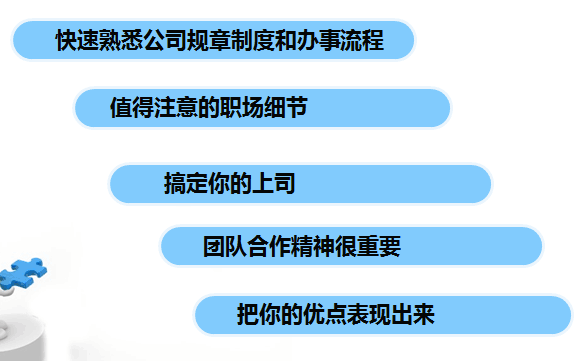 快速熟悉公司规章制度和办事流程
值得注意的职场细节
搞定你的上司
团队合作精神很重要
把你的优点表现出来